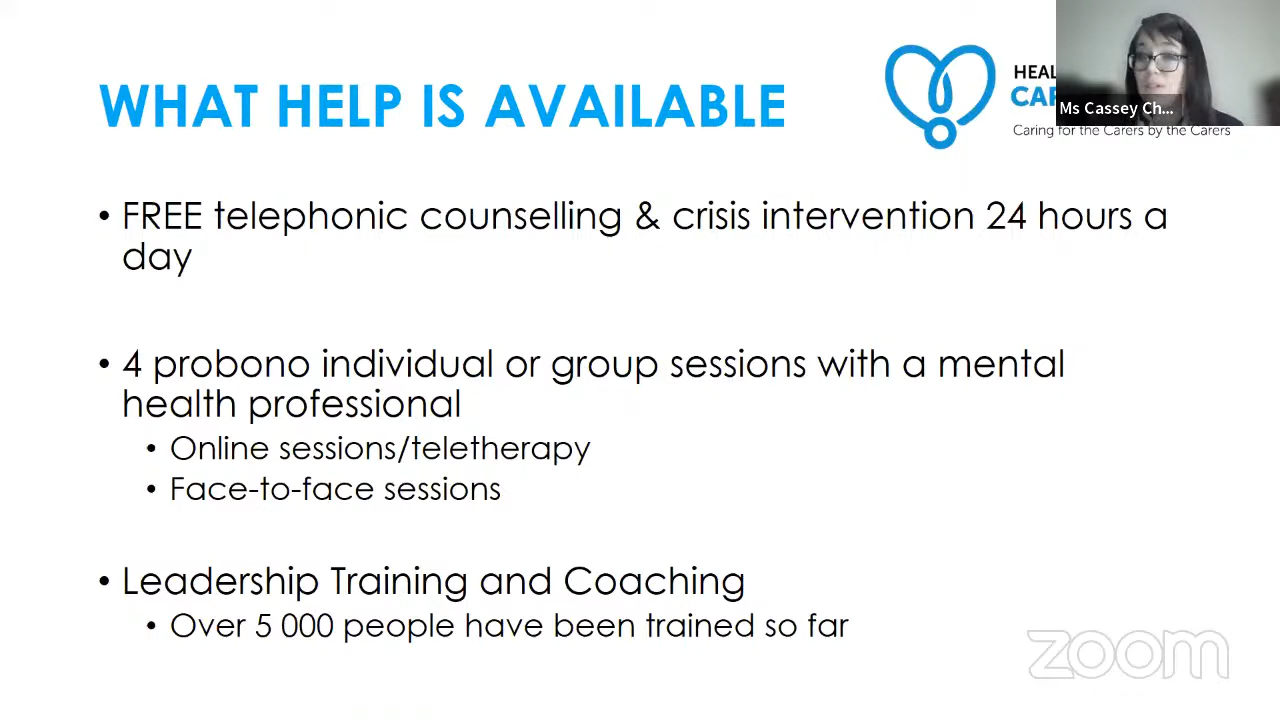 WHAT HELP IS AVAILABLE
HEAL
CA
Caring for the Carers by the Carers
Ms Cassey Ch...
• FREE telephonic counselling & crisis intervention 24 hours a
day
• 4 probono individual or group sessions with a mental
health professional
• Online sessions/teletherapy
• Face-to-face sessions
• Leadership Training and Coaching
• Over 5 000 people have been trained so far
zoom